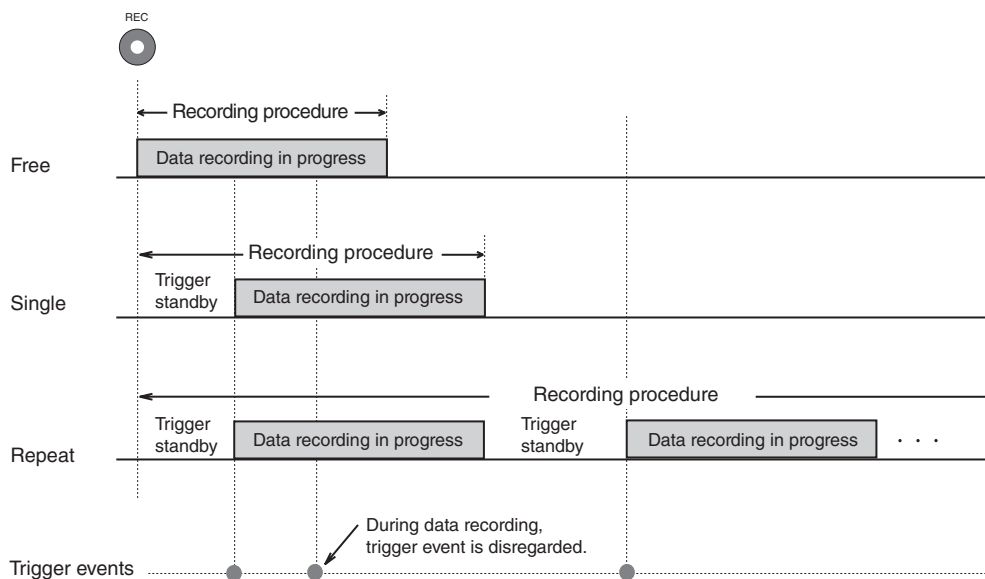 REC
Recording procedure
Data recording in progress
Free
Recording procedure
Trigger
standby
Data recording in progress
Single
Recording procedure
Trigger
standby
Data recording in progress
Trigger
standby
Data recording in progress
. . .
Repeat
During data recording,
trigger event is disregarded.
Trigger events